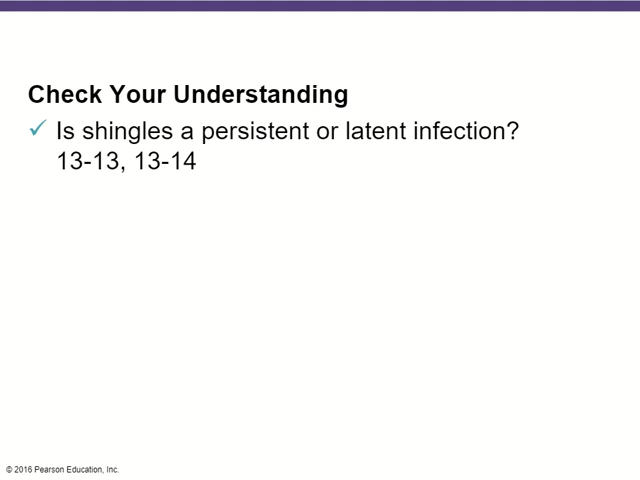 Check Your Understanding
✓ Is shingles a persistent or latent infection?
13-13, 13-14
© 2016 Pearson Education, Inc.